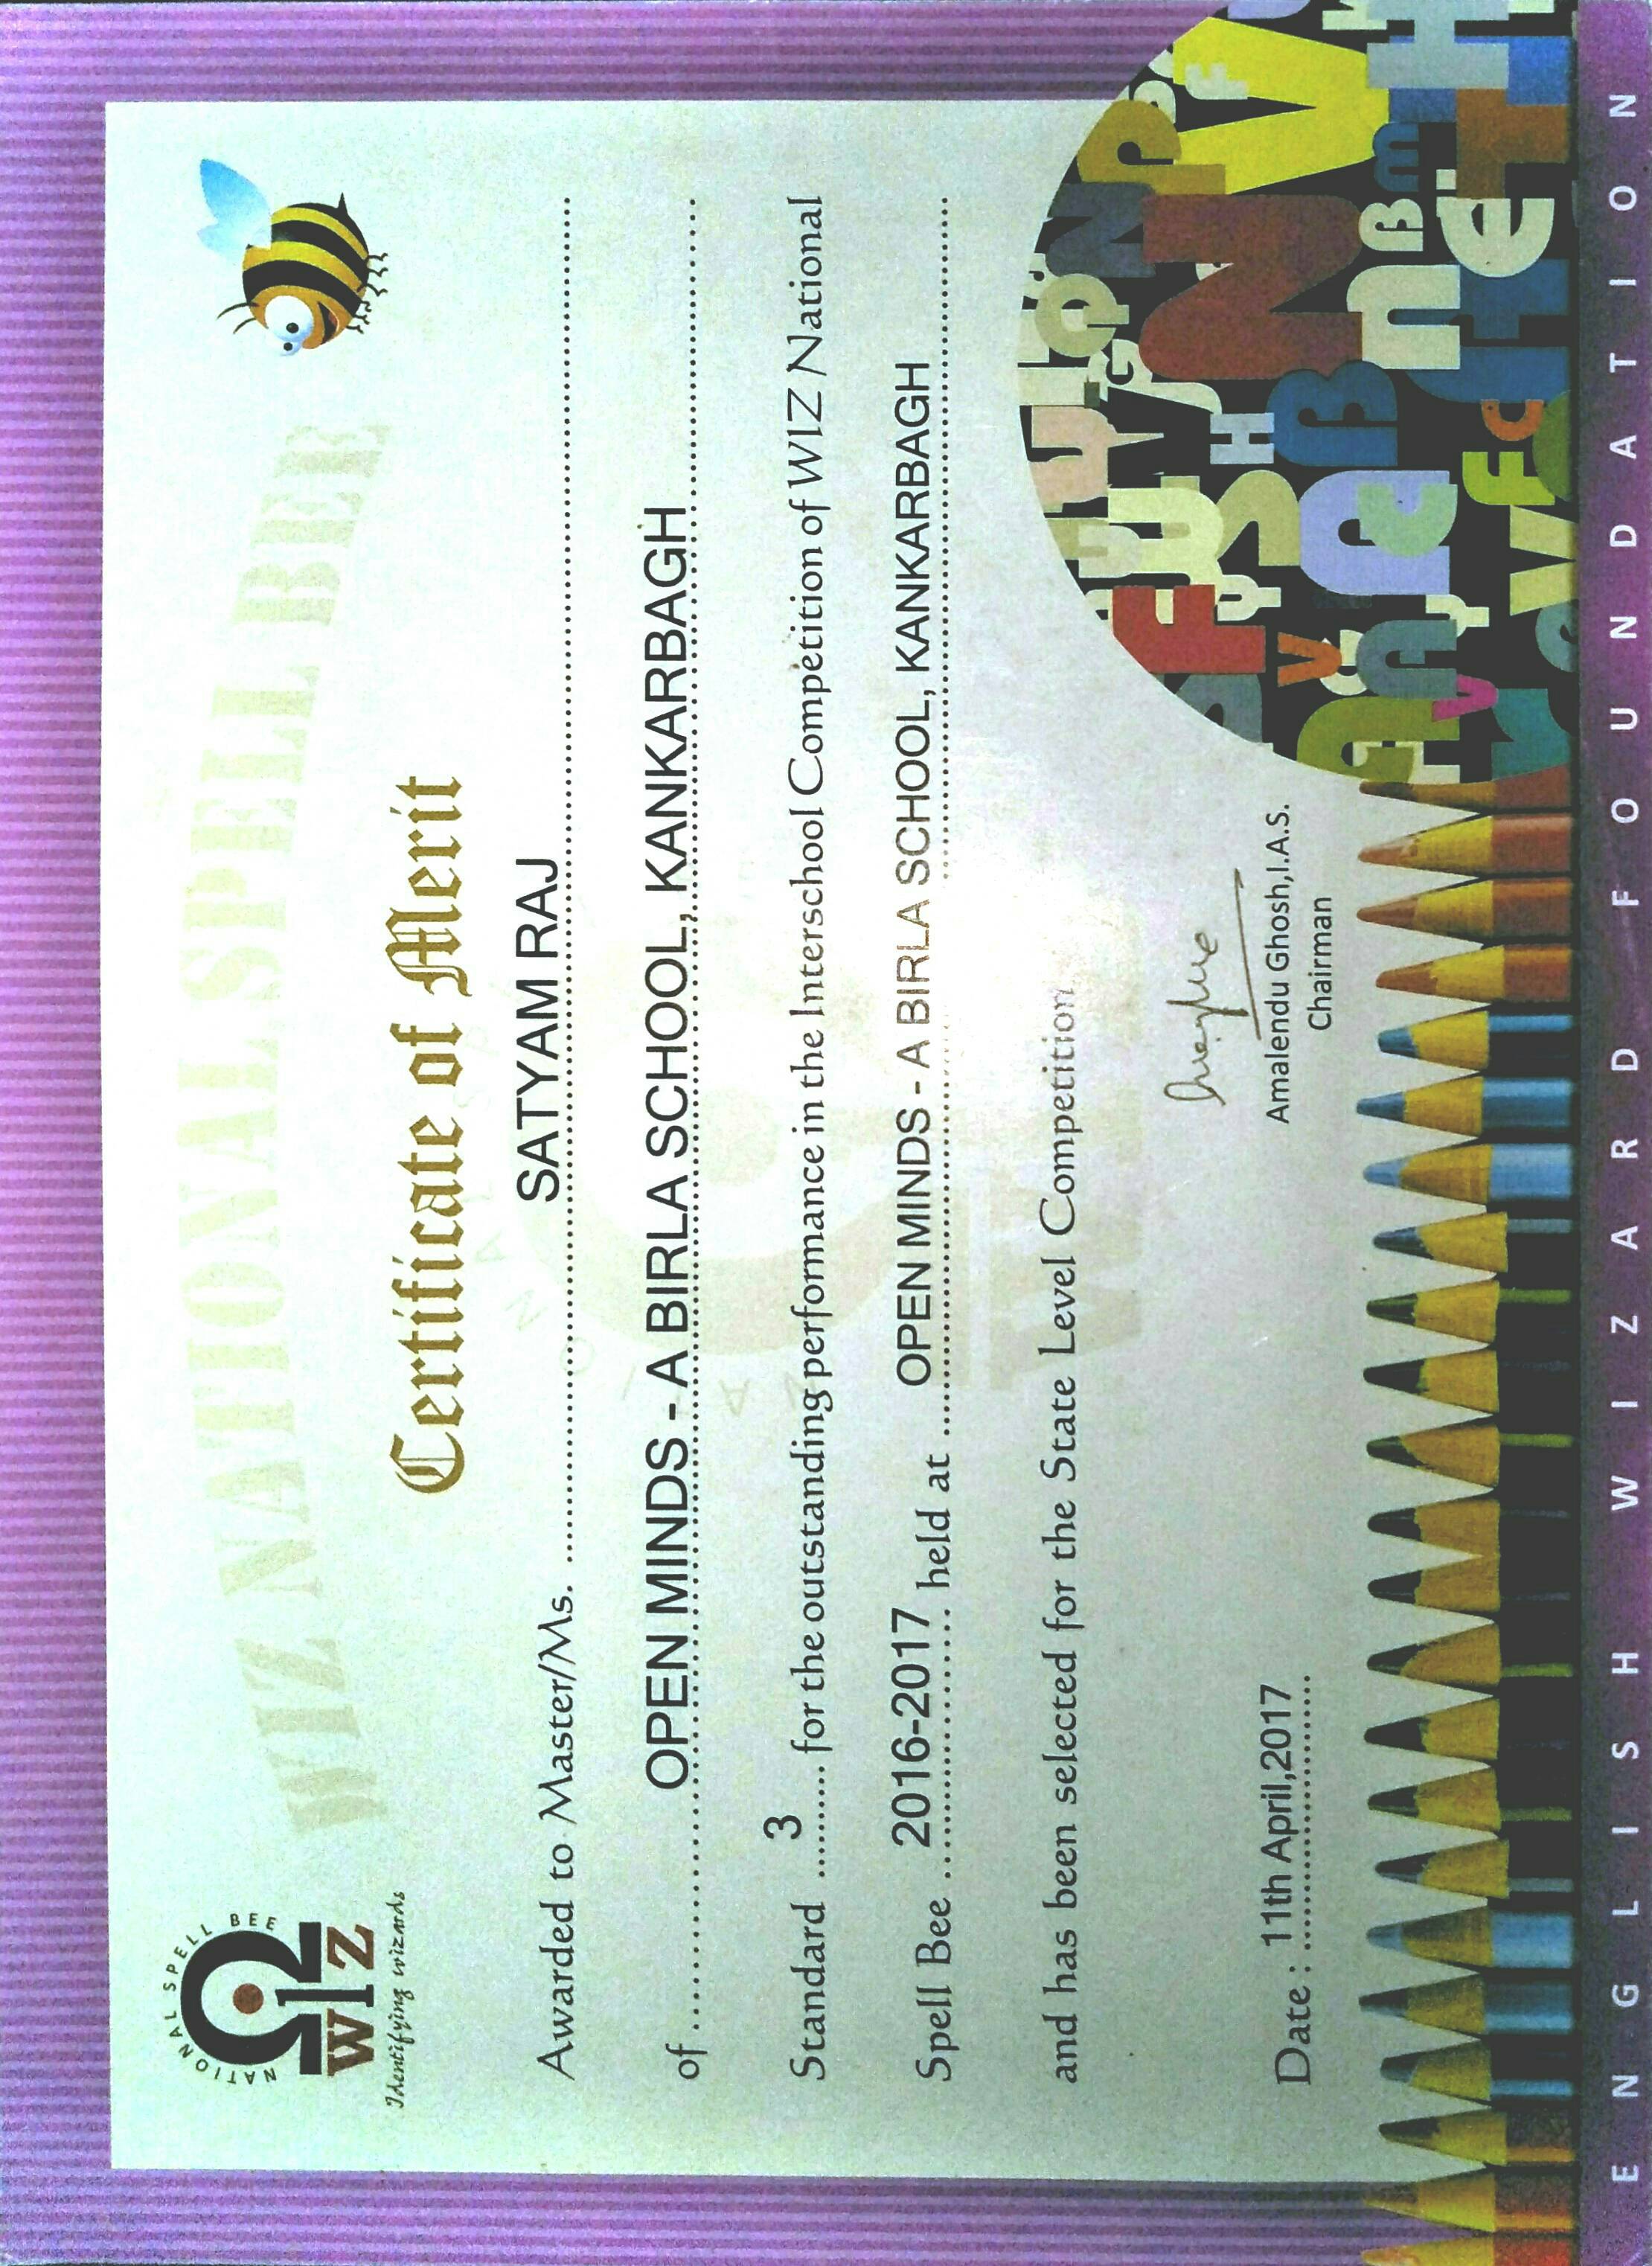 NATIONAL SPELL BEE
WIZ
Identifying wizards
WIZ NATIONAL SPELL BEE
Certificate of Merit
Awarded to Master/Ms. SATYAM RAJ
of OPEN MINDS - A BIRLA SCHOOL, KANKARBAGH
Standard 3 for the outstanding performance in the Interschool Competition of WIZ National
Spell Bee 2016-2017 held at OPEN MINDS - A BIRLA SCHOOL, KANKARBAGH
and has been selected for the State Level Competition
Date : 11th April,2017
Amalendu Ghosh,I.A.S.
Chairman
ENGLISH WIZARD FOUNDATION